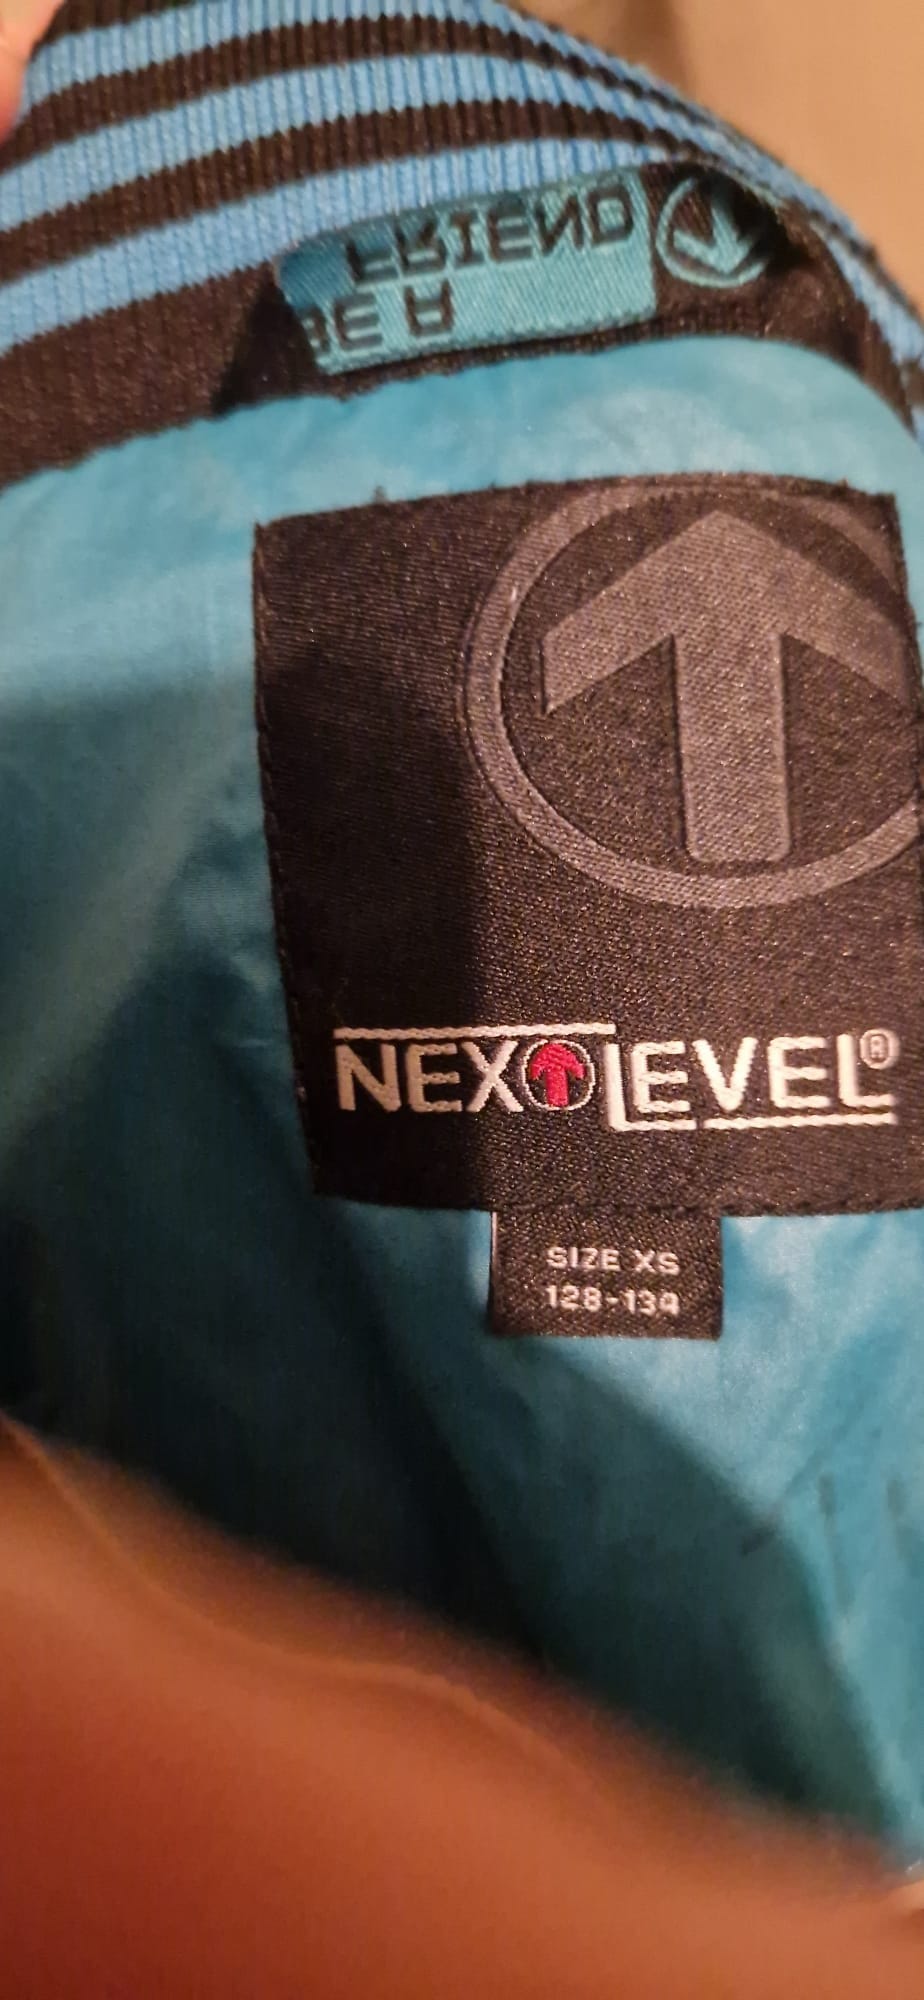 BE A
FRIEND
NEXTLEVEL®
SIZE XS
128-134